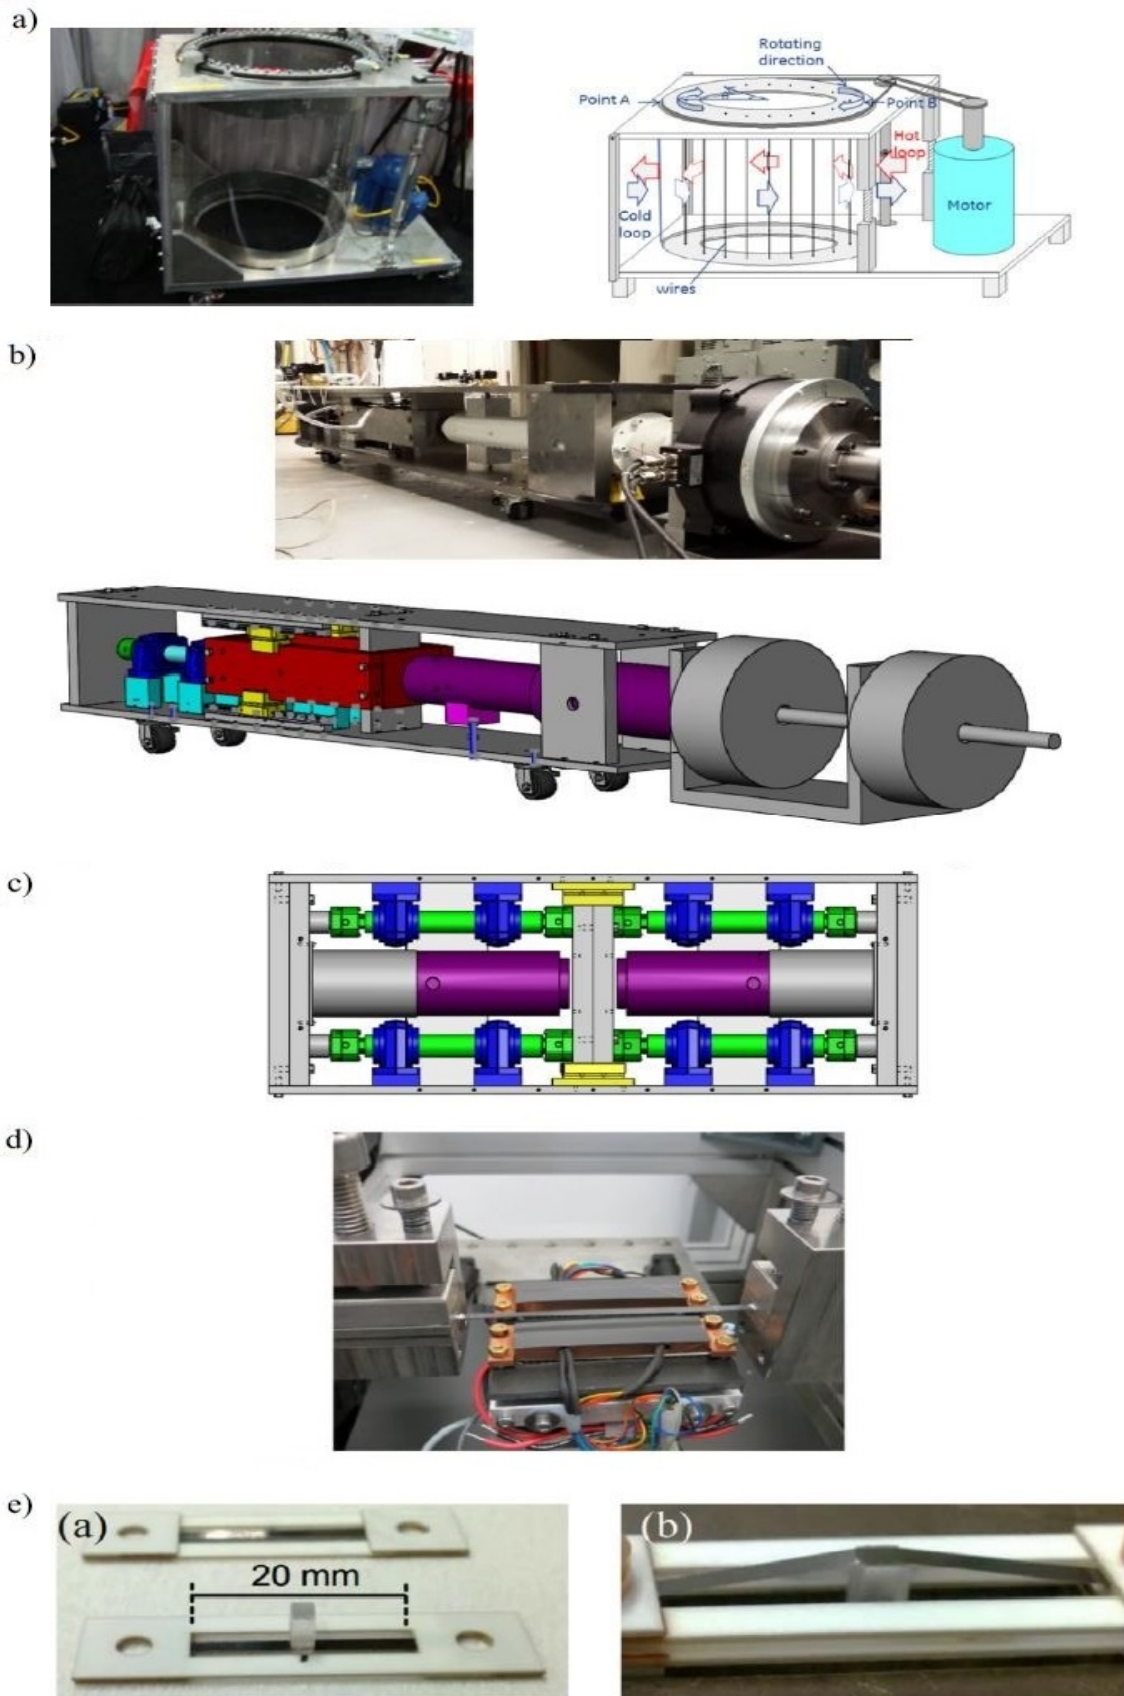 a)
Rotating
direction
Point A
Point B
R
Hot
loop
Cold
loop
Motor
wires
b)
c)
d)
e)
(a)
20 mm
(b)